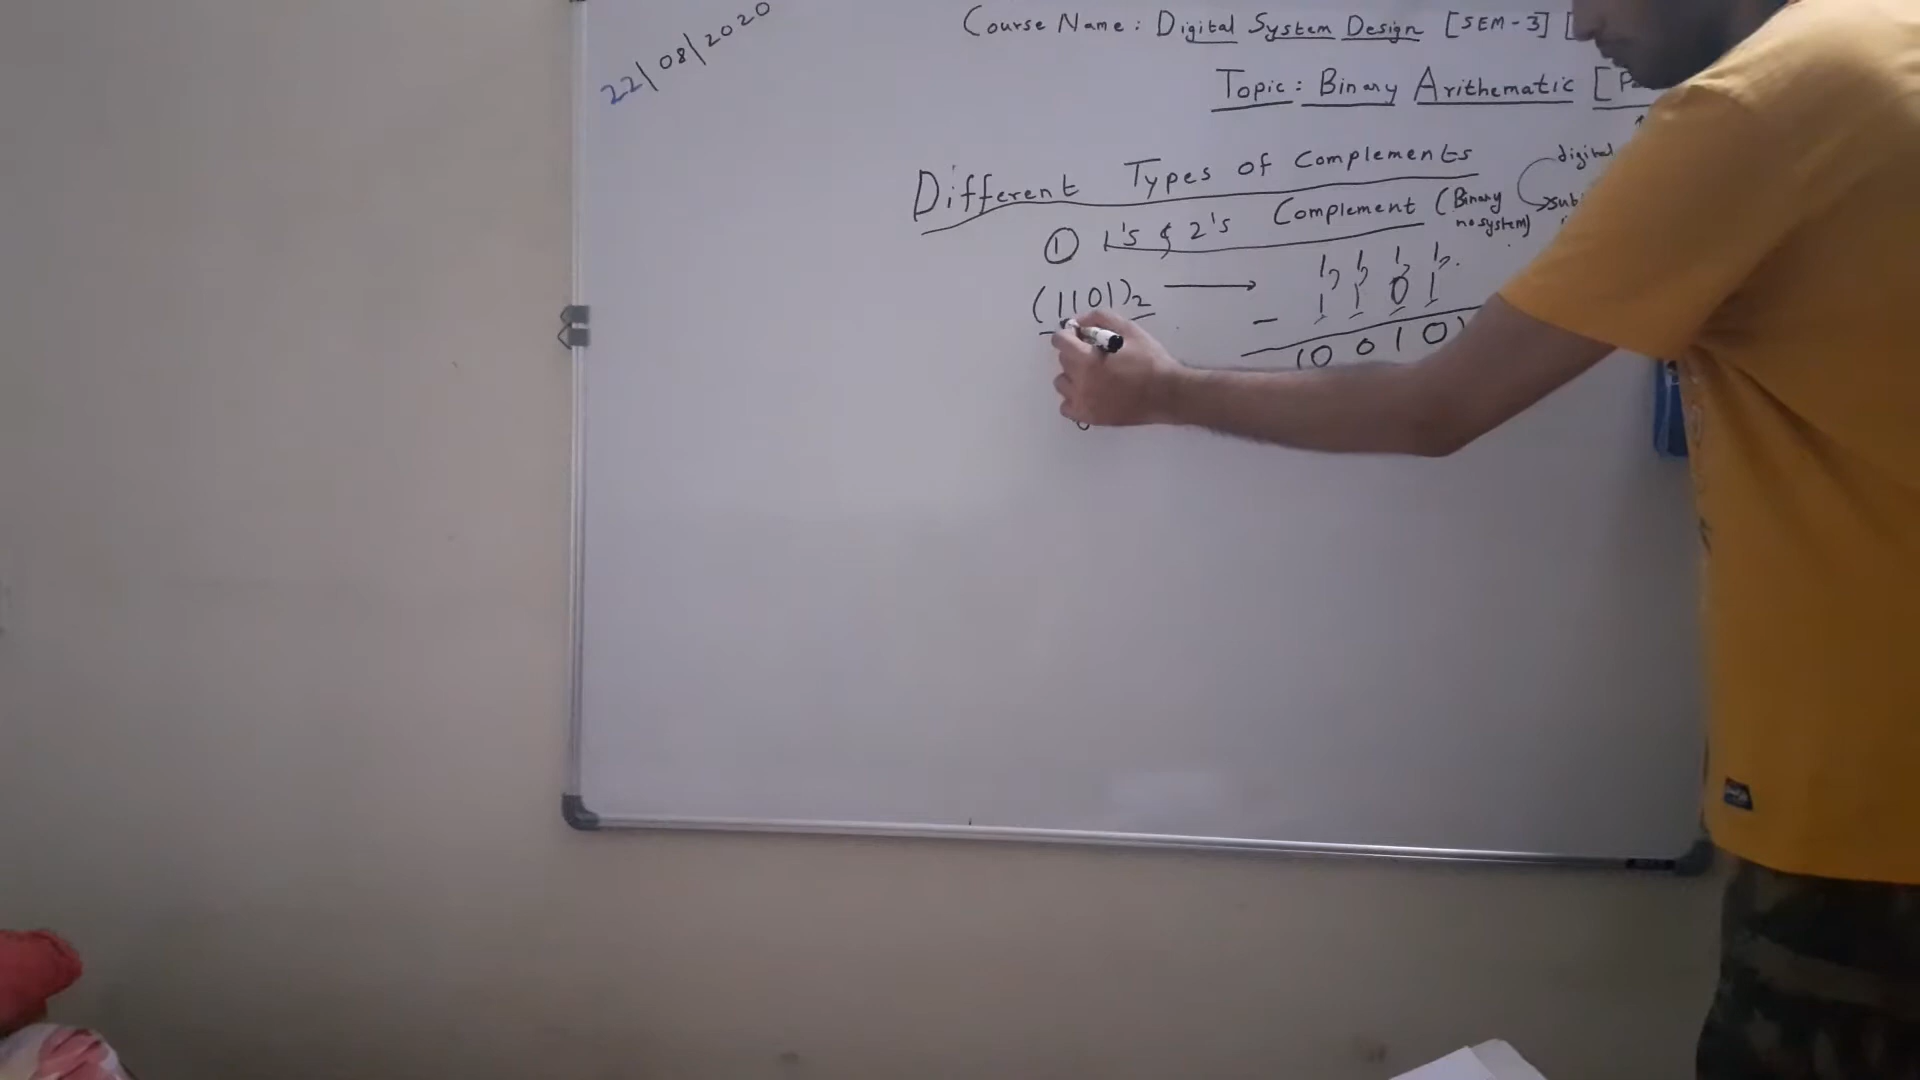 22/08/2020
Course Name: Digital System Design [SEM-3] [
Topic: Binary Arithematic [
Different Types of Complements
digital
① 1's & 2's Complement (Binary no system)
1 1 1 1
(1101)₂ → - 1 1 0 1
(0 0 1 0)